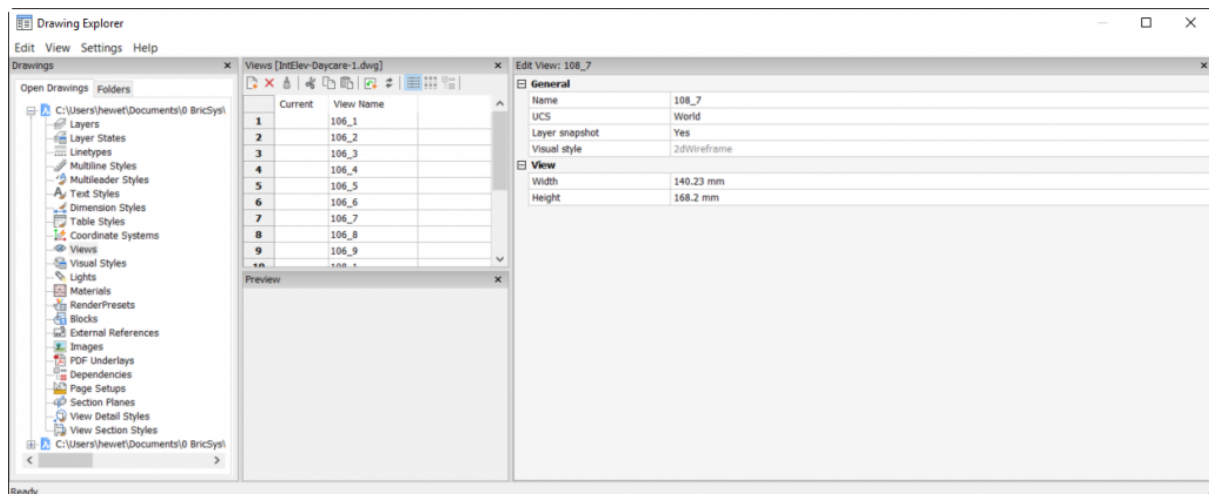 Drawing Explorer
Edit View Settings Help
Drawings
Open Drawings Folders
C:\Users\hewet\Documents\0 BricSys\
Layers
Layer States
Linetypes
Multiline Styles
Multileader Styles
Text Styles
Dimension Styles
Table Styles
Coordinate Systems
Views
Visual Styles
Lights
Materials
RenderPresets
Blocks
External References
Images
PDF Underlays
Dependencies
Page Setups
Section Planes
View Detail Styles
View Section Styles
C:\Users\hewet\Documents\0 BricSys\
Views [IntElev-Daycare-1.dwg]
Current View Name
1 106_1
2 106_2
3 106_3
4 106_4
5 106_5
6 106_6
7 106_7
8 106_8
9 106_9
10 108_1
Preview
Edit View: 108_7
General
Name 108_7
UCS World
Layer snapshot Yes
Visual style 2dWireframe
View
Width 140.23 mm
Height 168.2 mm
Ready